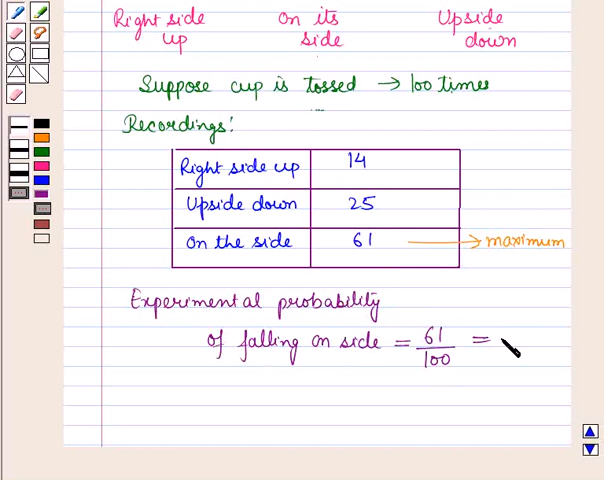 Right side On its Upside
up side down
Suppose cup is tossed → 100 times
Recordings:
Right side up 14
Upside down 25
On the side 61 → maximum
Experimental probability
of falling on side = 61/100 =